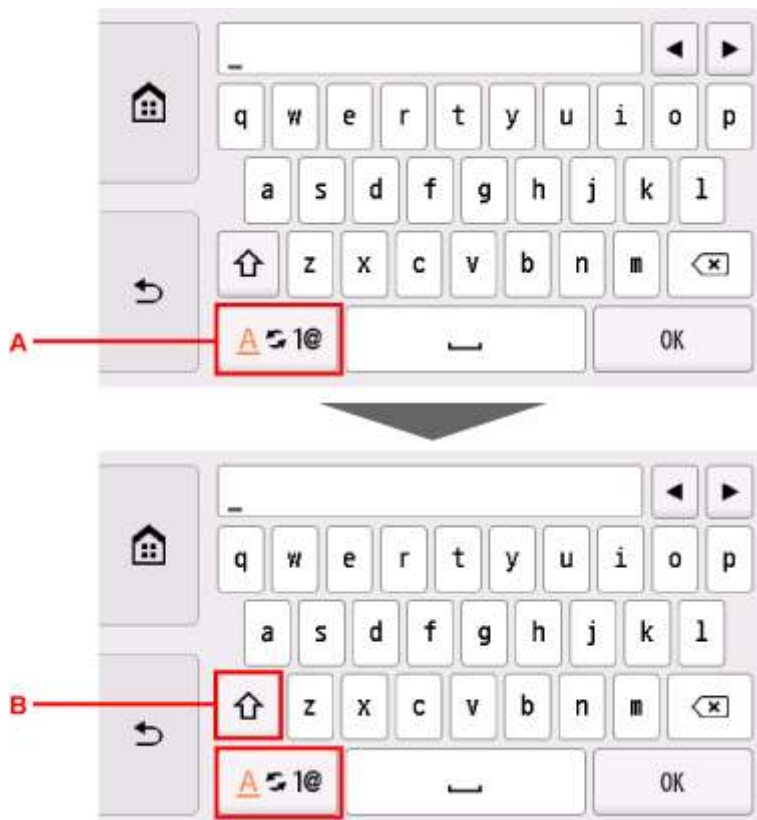 q w e r t y u i o p
a s d f g h j k l
z x c v b n m
A
A 1@ OK
q w e r t y u i o p
a s d f g h j k l
B
z x c v b n m
A 1@ OK